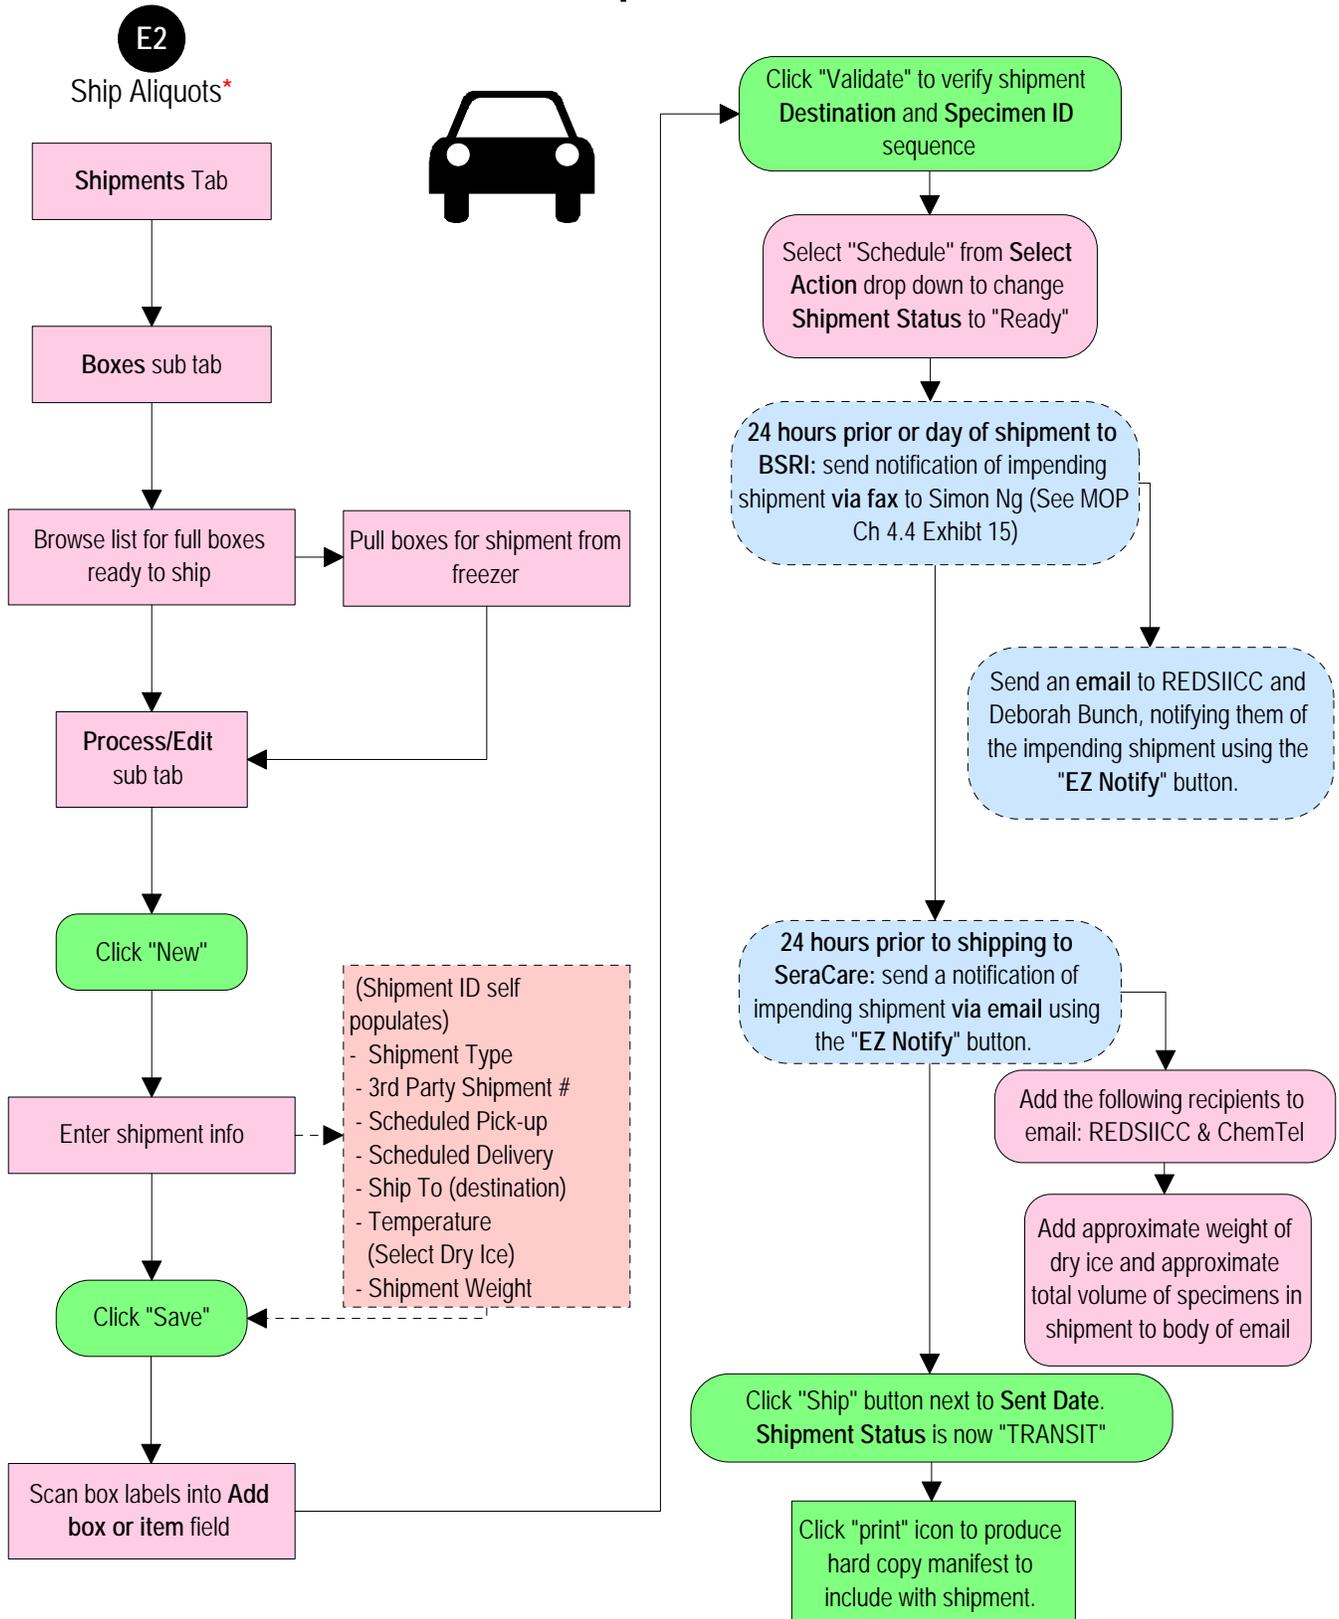 E2
Ship Aliquots*
Shipments Tab
Boxes sub tab
Browse list for full boxes
ready to ship
Pull boxes for shipment from
freezer
Process/Edit
sub tab
Click "New"
Enter shipment info
(Shipment ID self
populates)
- Shipment Type
- 3rd Party Shipment #
- Scheduled Pick-up
- Scheduled Delivery
- Ship To (destination)
- Temperature
(Select Dry Ice)
- Shipment Weight
Click "Save"
Scan box labels into Add
box or item field
Click "Validate" to verify shipment
Destination and Specimen ID
sequence
Select "Schedule" from Select
Action drop down to change
Shipment Status to "Ready"
24 hours prior or day of shipment to
BSRI: send notification of impending
shipment via fax to Simon Ng (See MOP
Ch 4.4 Exhibt 15)
Send an email to REDSIICC and
Deborah Bunch, notifying them of
the impending shipment using the
"EZ Notify" button.
24 hours prior to shipping to
SeraCare: send a notification of
impending shipment via email using
the "EZ Notify" button.
Add the following recipients to
email: REDSIICC & ChemTel
Add approximate weight of
dry ice and approximate
total volume of specimens in
shipment to body of email
Click "Ship" button next to Sent Date.
Shipment Status is now "TRANSIT"
Click "print" icon to produce
hard copy manifest to
include with shipment.